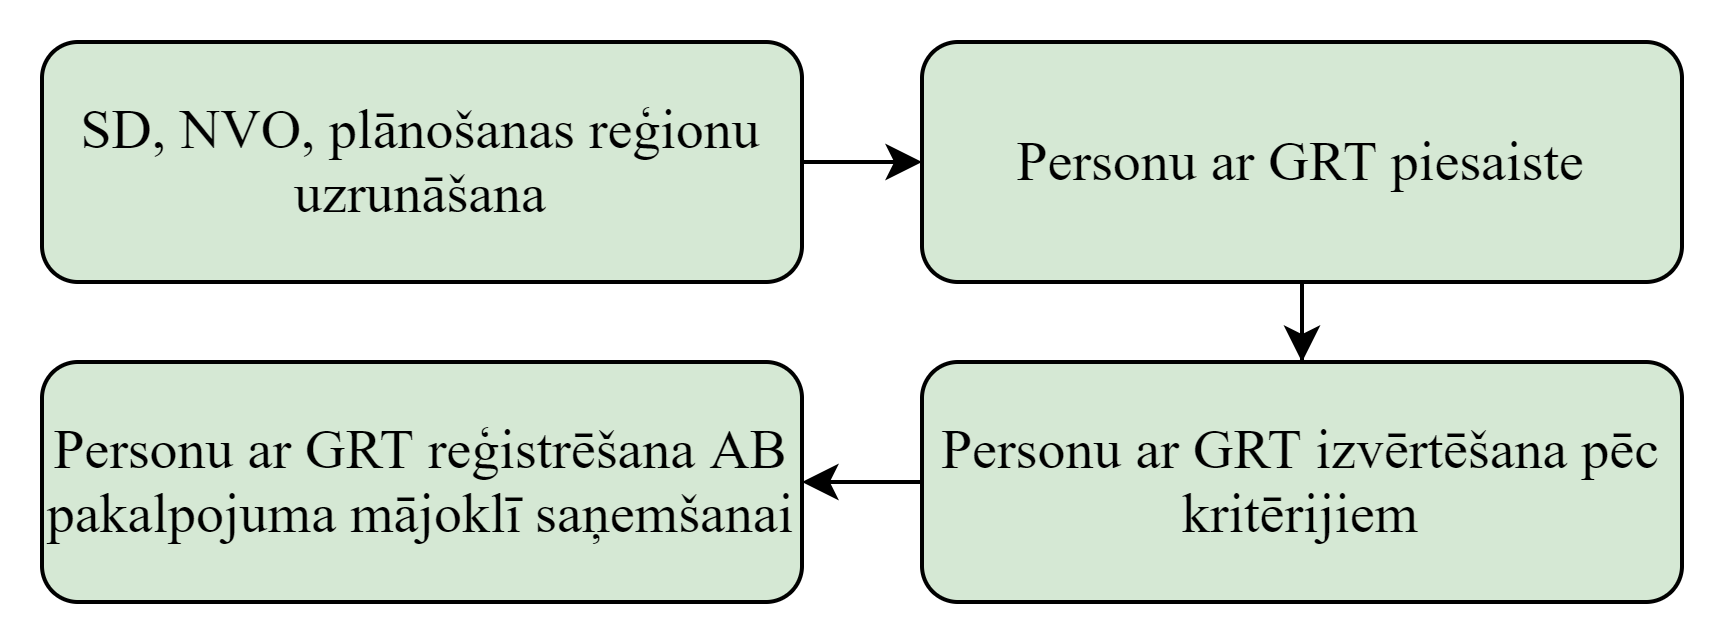 SD, NVO, plānošanas reģionu
uzrunāšana
Personu ar GRT piesaiste
Personu ar GRT izvērtēšana pēc
kritērijiem
Personu ar GRT reģistrēšana AB
pakalpojuma mājoklī saņemšanai